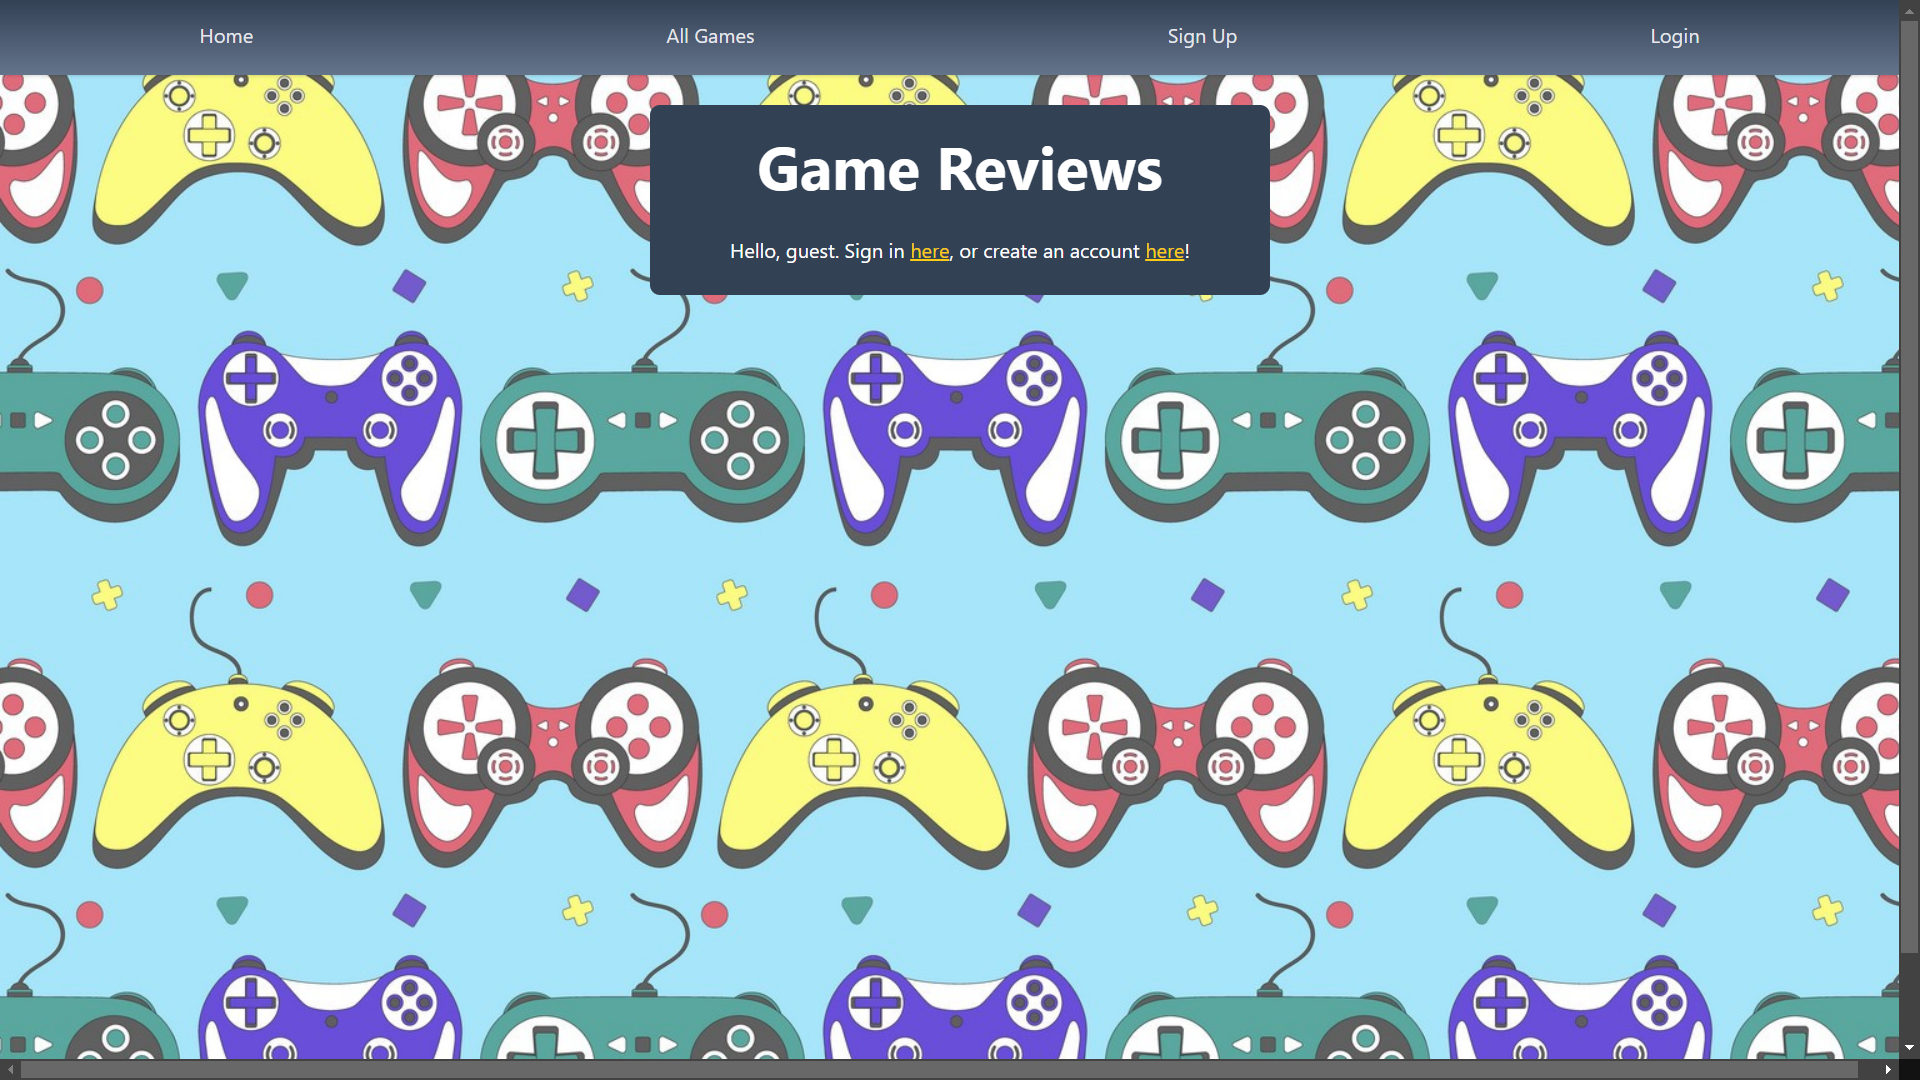 Home All Games Sign Up Login
Game Reviews
Hello, guest. Sign in here, or create an account here!